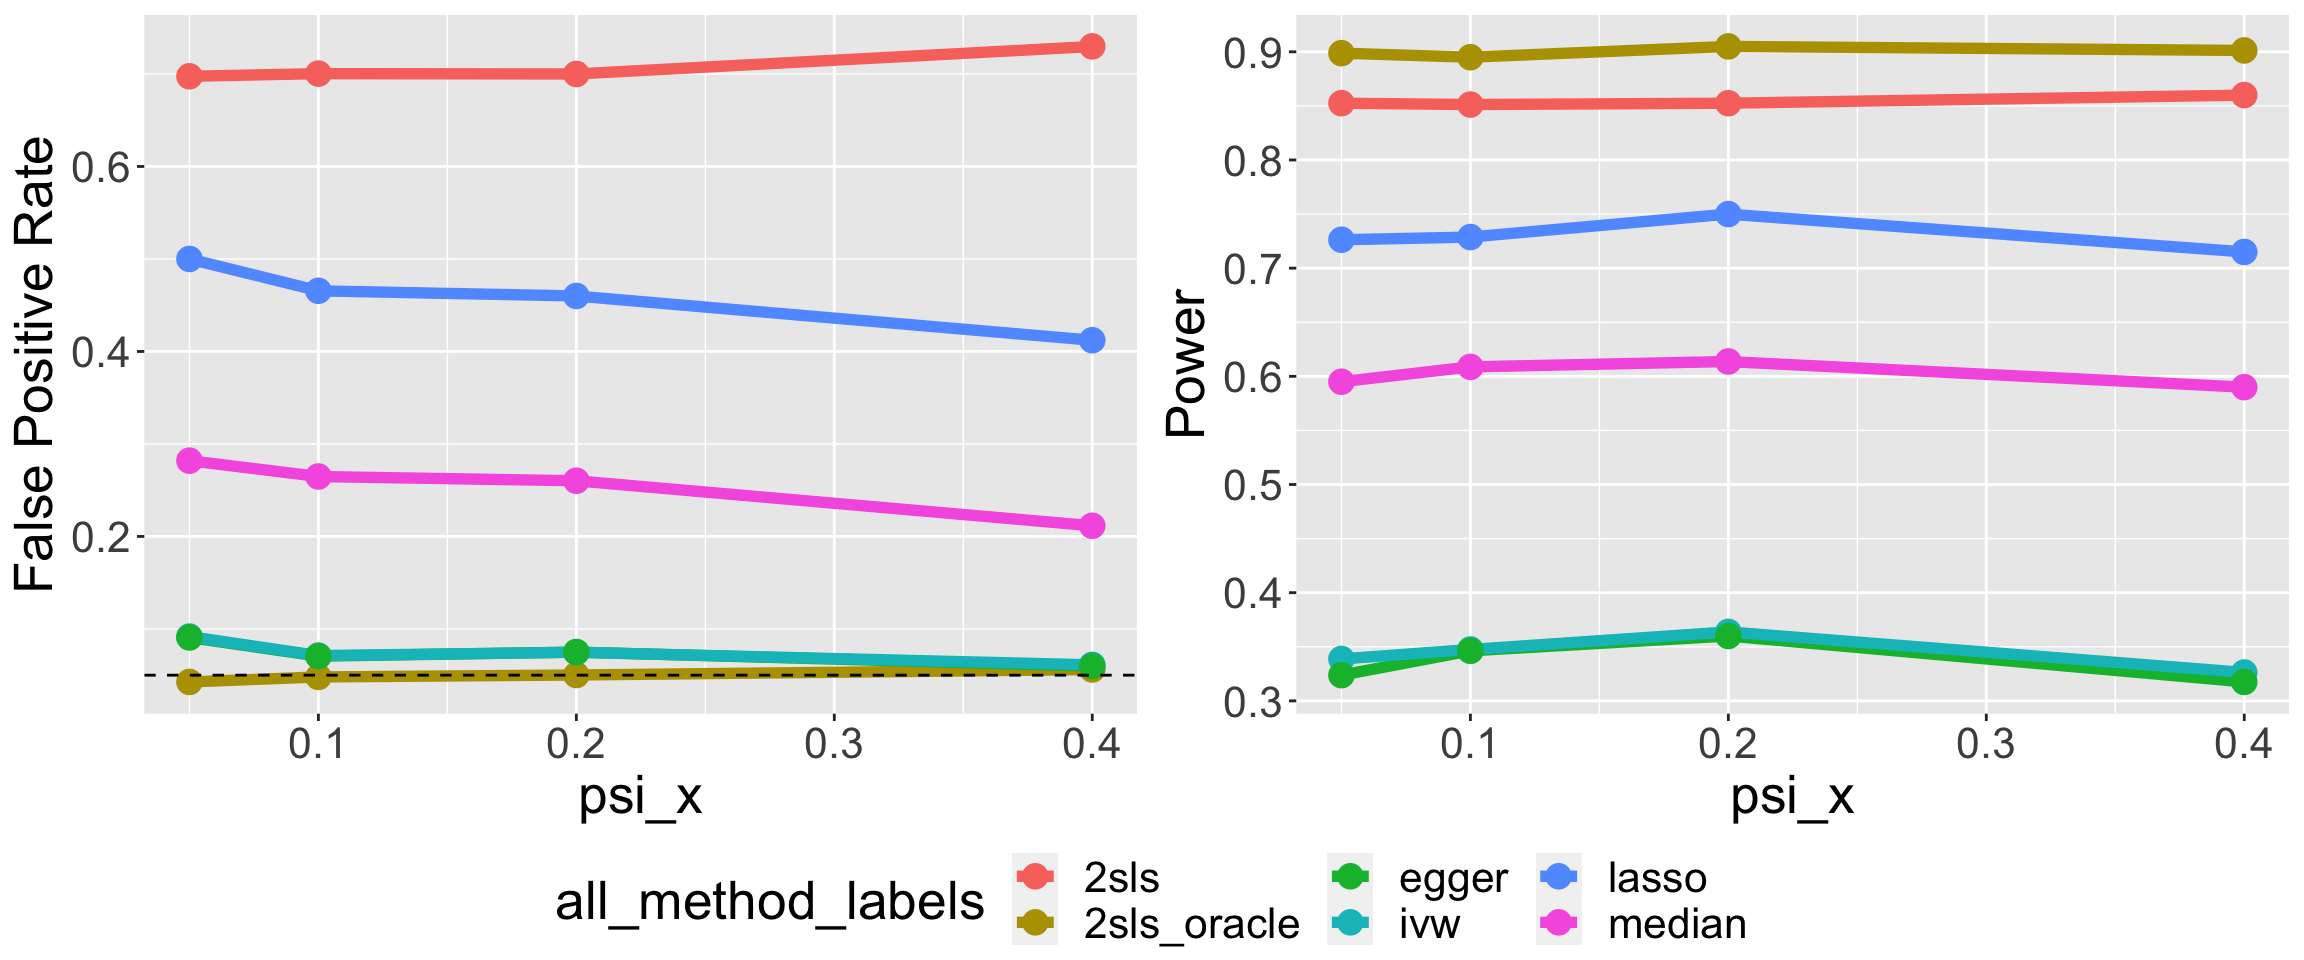 False Positive Rate
0.6
0.4
0.2
0.1 0.2 0.3 0.4
psi_x
Power
0.9
0.8
0.7
0.6
0.5
0.4
0.3
0.1 0.2 0.3 0.4
psi_x
all_method_labels
2sls egger lasso
2sls_oracle ivw median